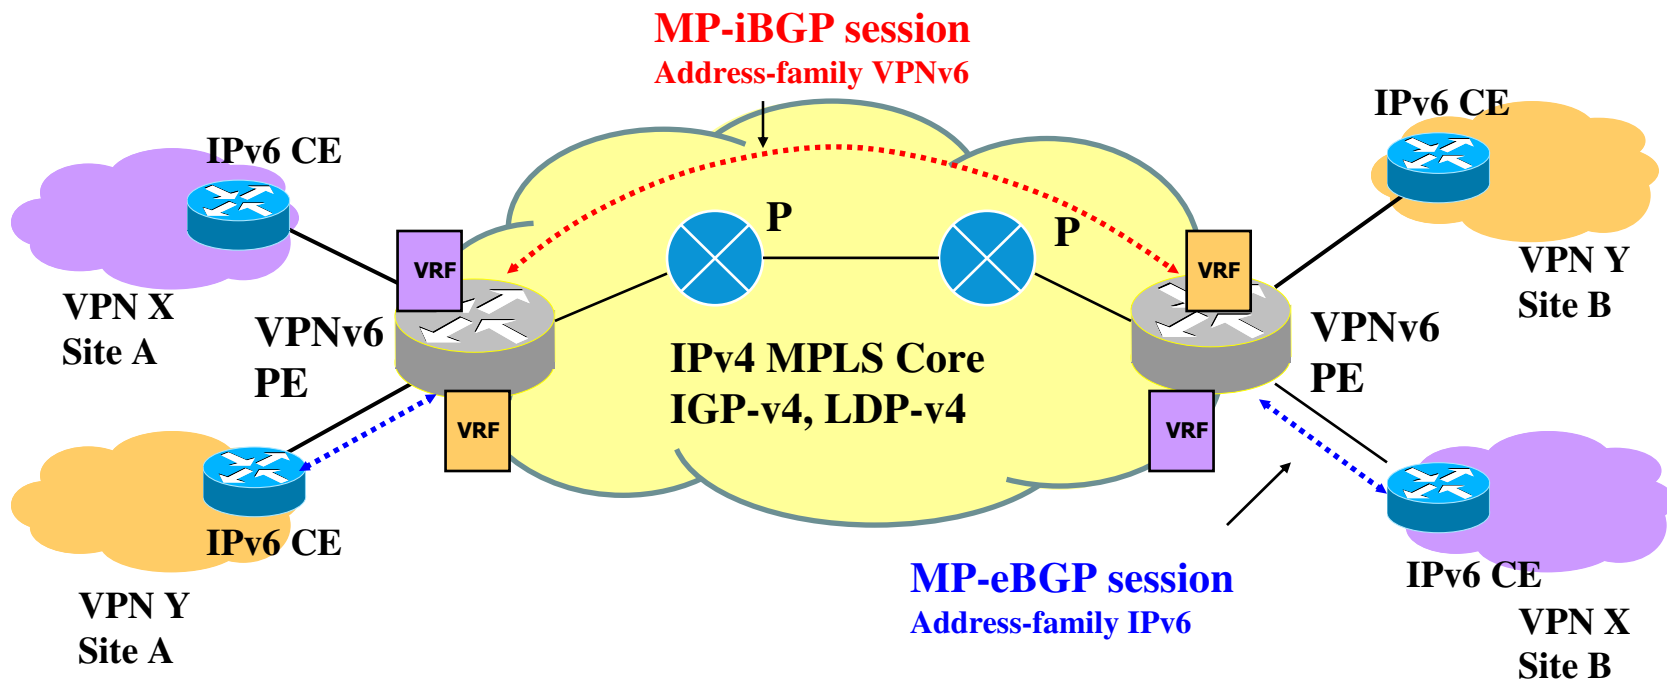 MP-iBGP session
Address-family VPNv6
IPv6 CE
IPv6 CE
P
P
VRF
VRF
VPN X
Site A
VPNv6
PE
VPN Y
Site B
VPNv6
PE
IPv4 MPLS Core
IGP-v4, LDP-v4
VRF
VRF
IPv6 CE
IPv6 CE
MP-eBGP session
Address-family IPv6
VPN Y
Site A
VPN X
Site B